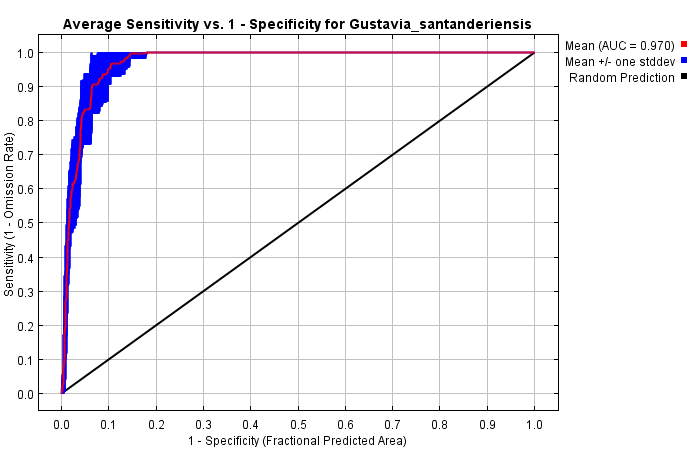 Average Sensitivity vs. 1 - Specificity for Gustavia_santanderiensis
Mean (AUC = 0.970)
Mean +/- one stddev
Random Prediction
Sensitivity (1 - Omission Rate)
1.0
0.9
0.8
0.7
0.6
0.5
0.4
0.3
0.2
0.1
0.0
0.0 0.1 0.2 0.3 0.4 0.5 0.6 0.7 0.8 0.9 1.0
1 - Specificity (Fractional Predicted Area)